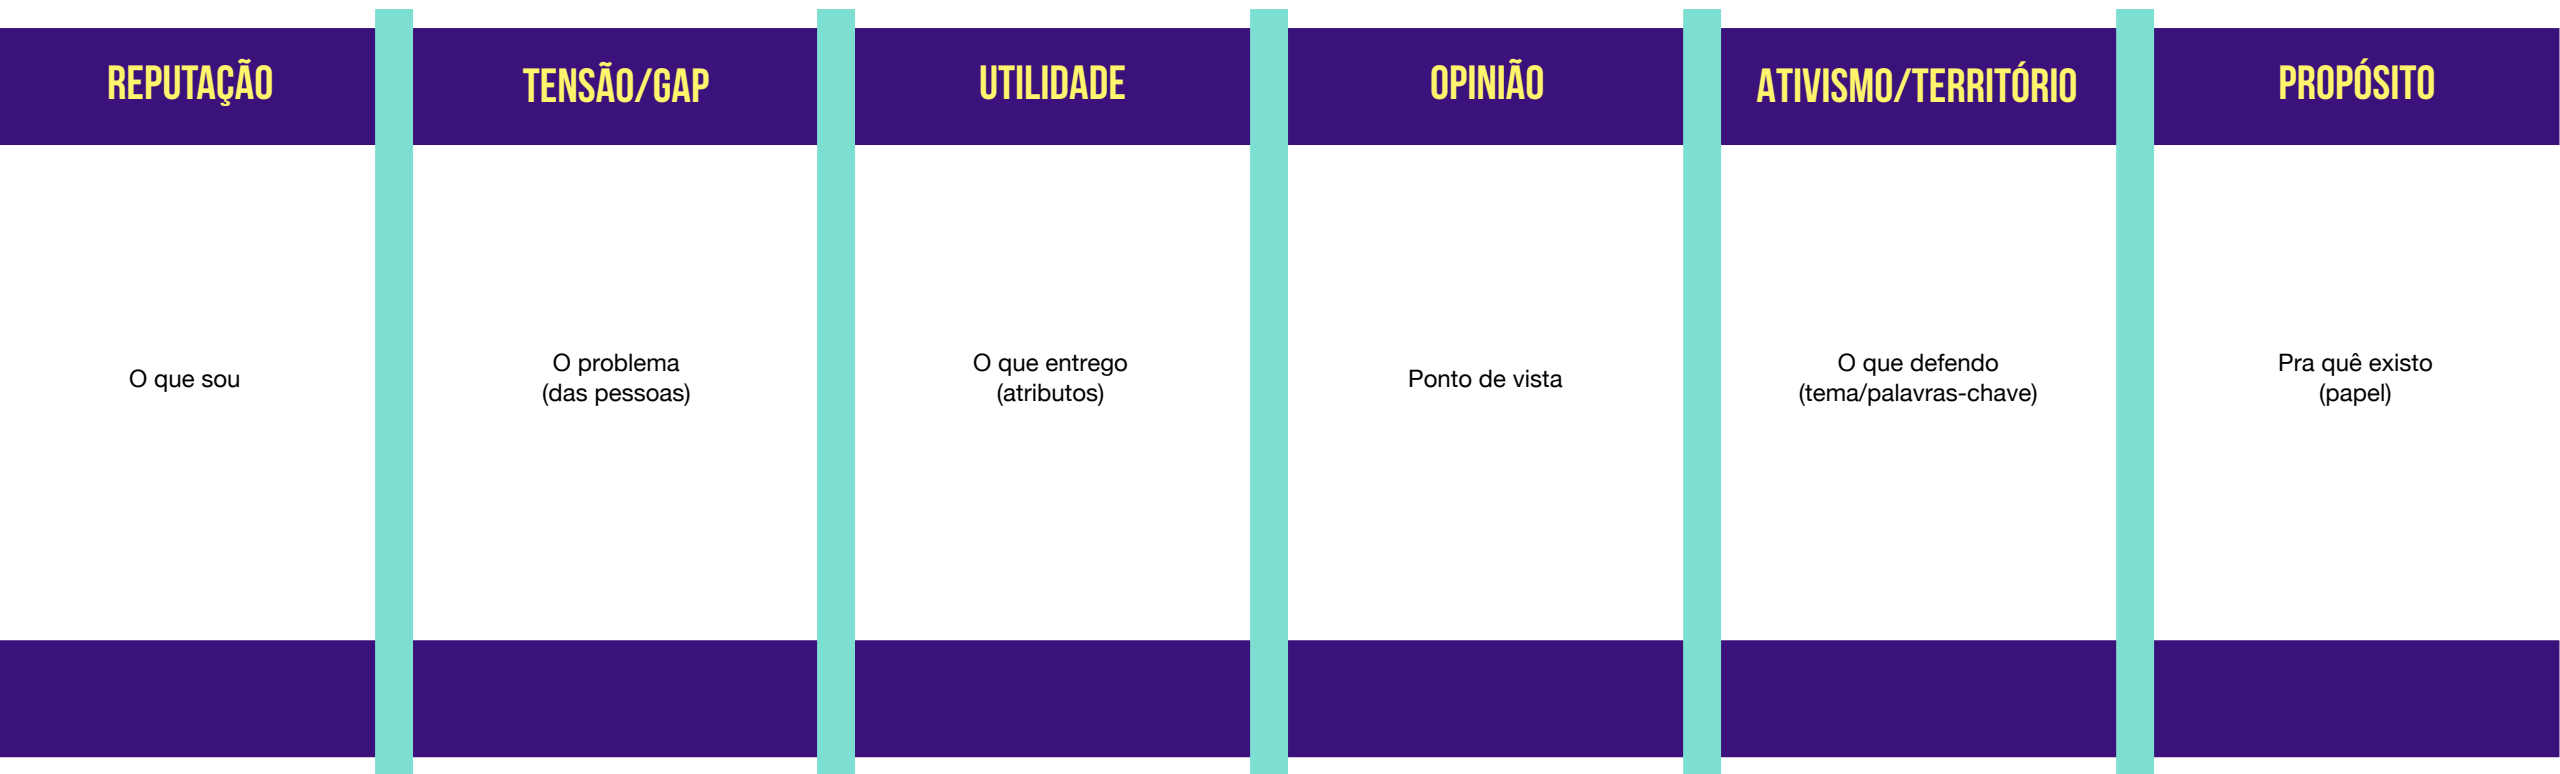 REPUTAÇÃO
TENSÃO/GAP
UTILIDADE
OPINIÃO
ATIVISMO/TERRITÓRIO
PROPÓSITO
O que sou
O problema
(das pessoas)
O que entrego
(atributos)
Ponto de vista
O que defendo
(tema/palavras-chave)
Pra quê existo
(papel)